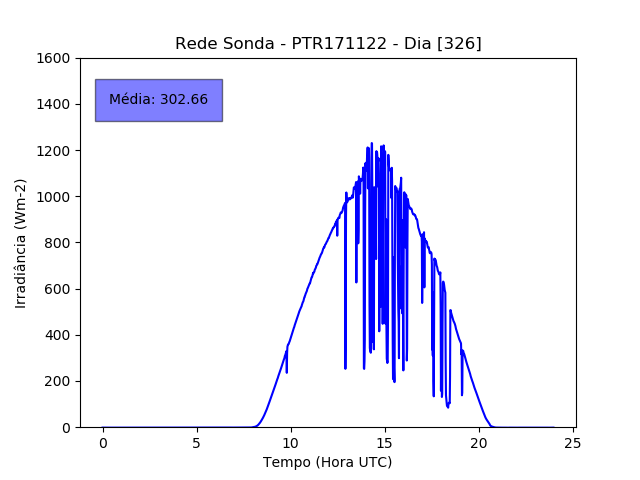 Rede Sonda - PTR171122 - Dia [326]
Média: 302.66
Irradiância (Wm-2)
1600
1400
1200
1000
800
600
400
200
0
0 5 10 15 20 25
Tempo (Hora UTC)